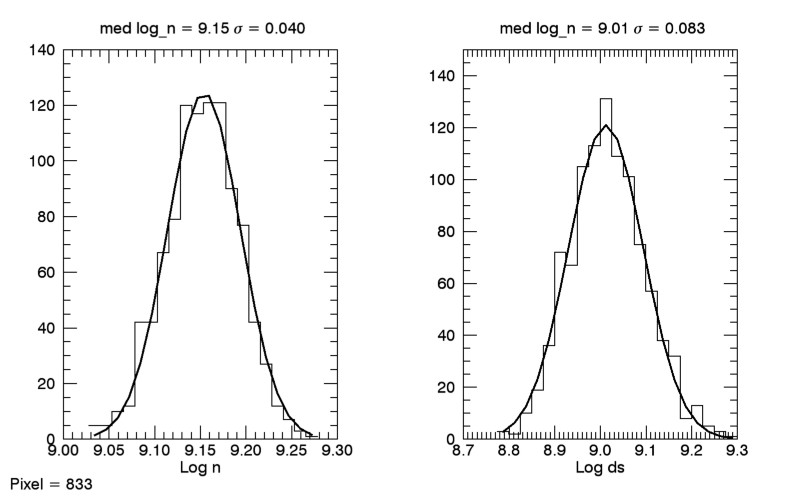 med log_n = 9.15 σ = 0.040
140
120
100
80
60
40
20
0
9.00 9.05 9.10 9.15 9.20 9.25 9.30
Log n
med log_n = 9.01 σ = 0.083
140
120
100
80
60
40
20
0
8.7 8.8 8.9 9.0 9.1 9.2 9.3
Log ds
Pixel = 833